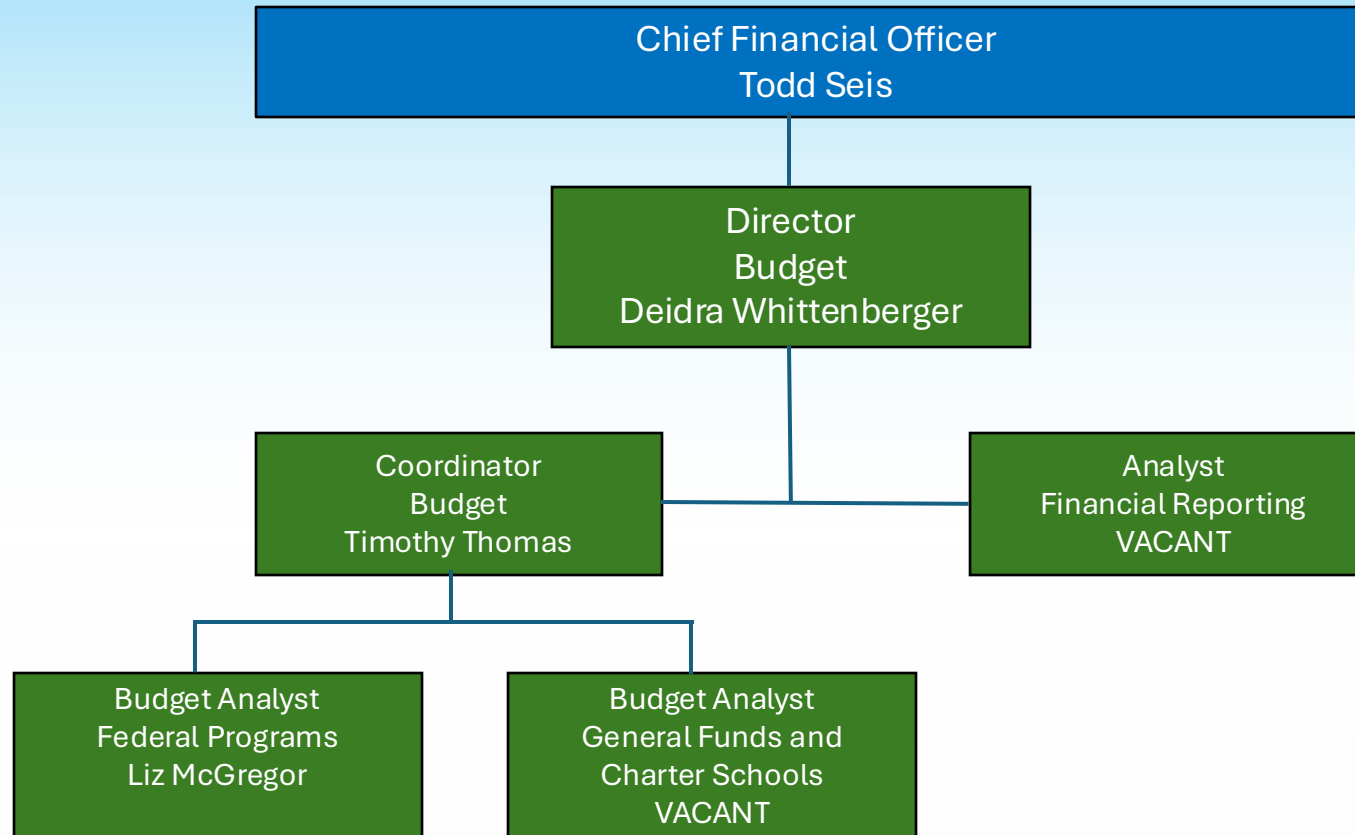 Chief Financial Officer
Todd Seis
Director
Budget
Deidra Whittenberger
Coordinator
Budget
Timothy Thomas
Analyst
Financial Reporting
VACANT
Budget Analyst
Federal Programs
Liz McGregor
Budget Analyst
General Funds and
Charter Schools
VACANT